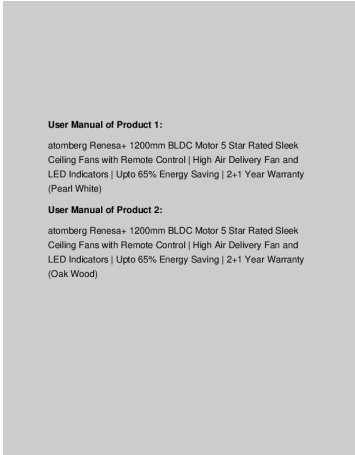 User Manual of Product 1:
atomberg Renesa+ 1200mm BLDC Motor 5 Star Rated Sleek
Ceiling Fans with Remote Control | High Air Delivery Fan and
LED Indicators | Upto 65% Energy Saving | 2+1 Year Warranty
(Pearl White)
User Manual of Product 2:
atomberg Renesa+ 1200mm BLDC Motor 5 Star Rated Sleek
Ceiling Fans with Remote Control | High Air Delivery Fan and
LED Indicators | Upto 65% Energy Saving | 2+1 Year Warranty
(Oak Wood)